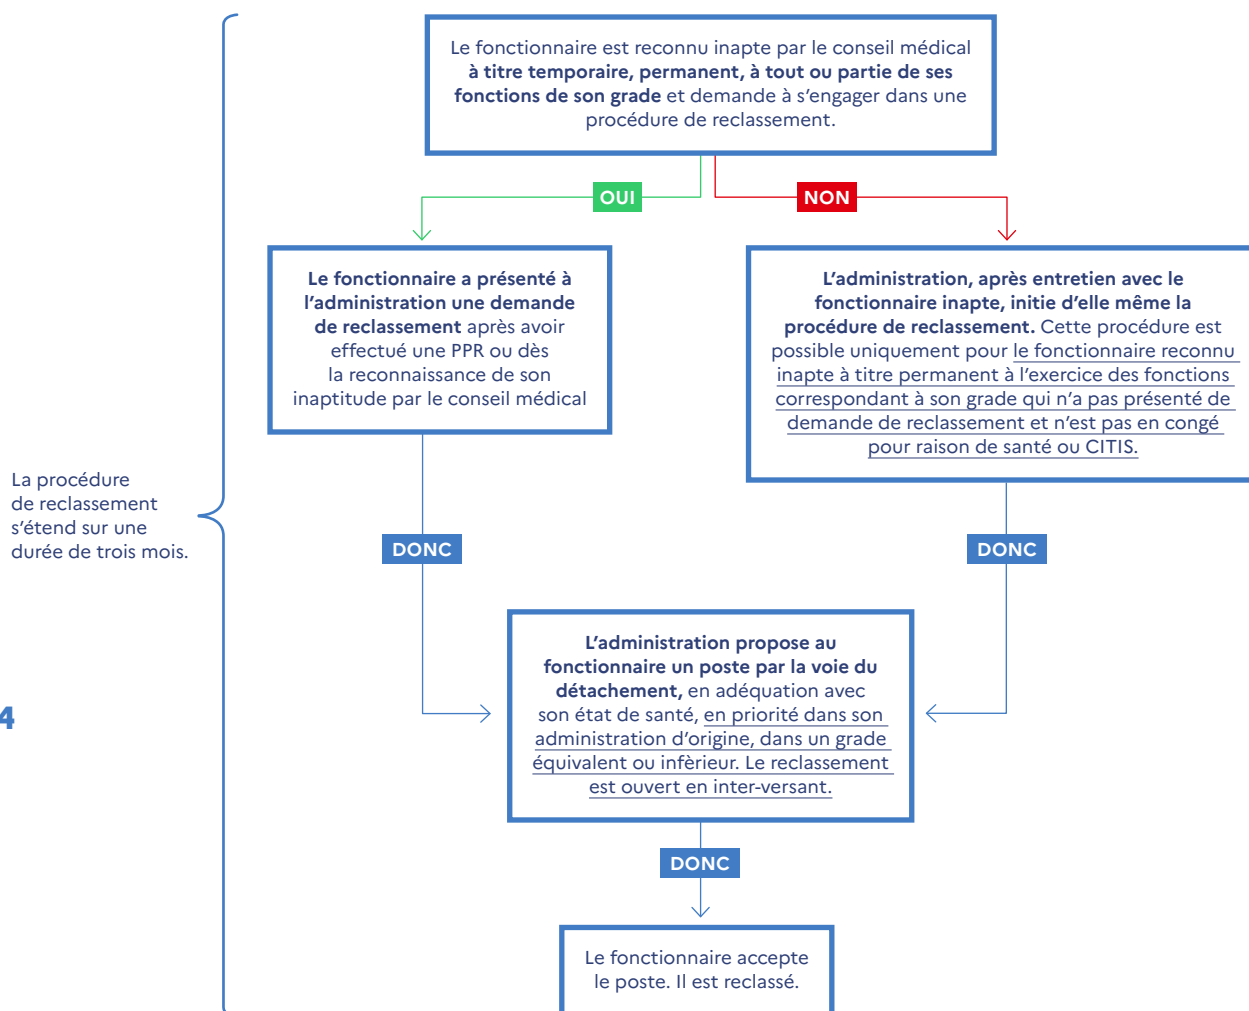 Le fonctionnaire est reconnu inapte par le conseil médical
à titre temporaire, permanent, à tout ou partie de ses
fonctions de son grade et demande à s’engager dans une
procédure de reclassement.
OUI
NON
Le fonctionnaire a présenté à
l’administration une demande
de reclassement après avoir
effectué une PPR ou dès
la reconnaissance de son
inaptitude par le conseil médical
L’administration, après entretien avec le
fonctionnaire inapte, initie d’elle même la
procédure de reclassement. Cette procédure est
possible uniquement pour le fonctionnaire reconnu
inapte à titre permanent à l’exercice des fonctions
correspondant à son grade qui n’a pas présenté de
demande de reclassement et n’est pas en congé
pour raison de santé ou CITIS.
La procédure
de reclassement
s’étend sur une
durée de trois mois.
DONC
DONC
L’administration propose au
fonctionnaire un poste par la voie du
détachement, en adéquation avec
son état de santé, en priorité dans son
administration d’origine, dans un grade
équivalent ou infèrieur. Le reclassement
est ouvert en inter-versant.
4
DONC
Le fonctionnaire accepte
le poste. Il est reclassé.